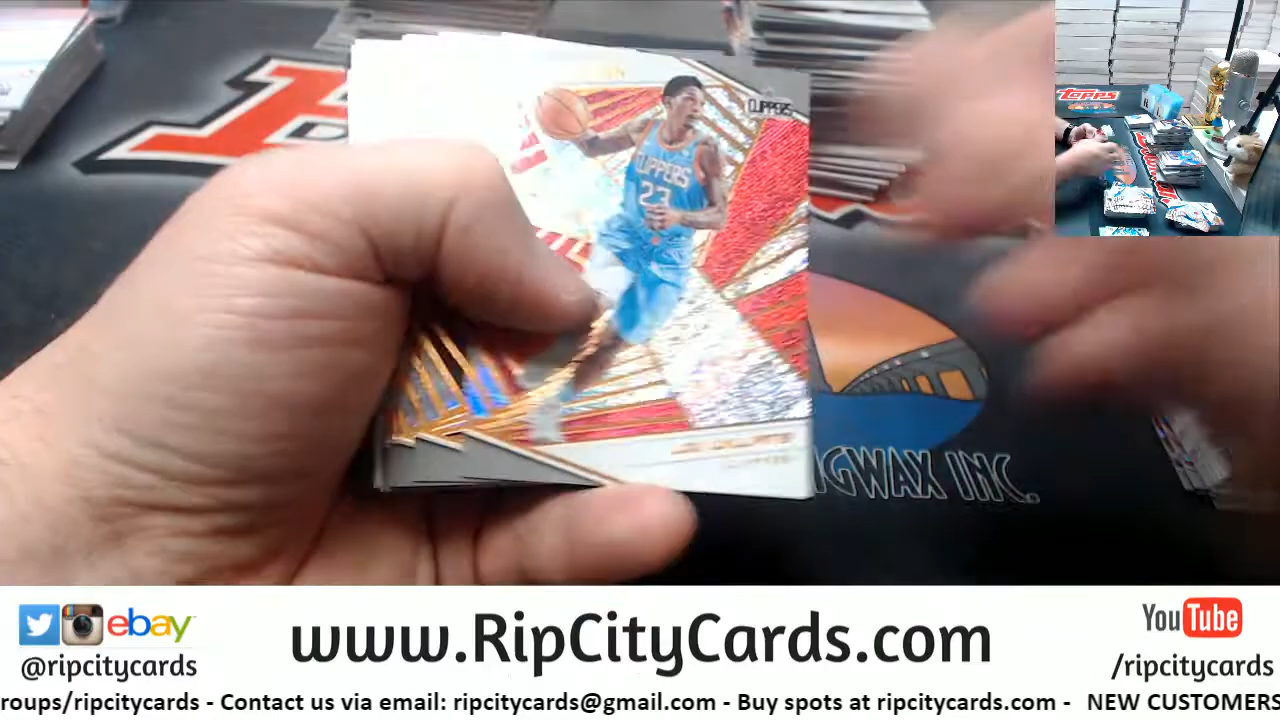 CLIPPERS
CLIPPERS
23
Topps
NGWAX INC.
www.RipCityCards.com
ebay
@ripcitycards
YouTube
/ripcitycards
roups/ripcitycards - Contact us via email: ripcitycards@gmail.com - Buy spots at ripcitycards.com - NEW CUSTOMERS